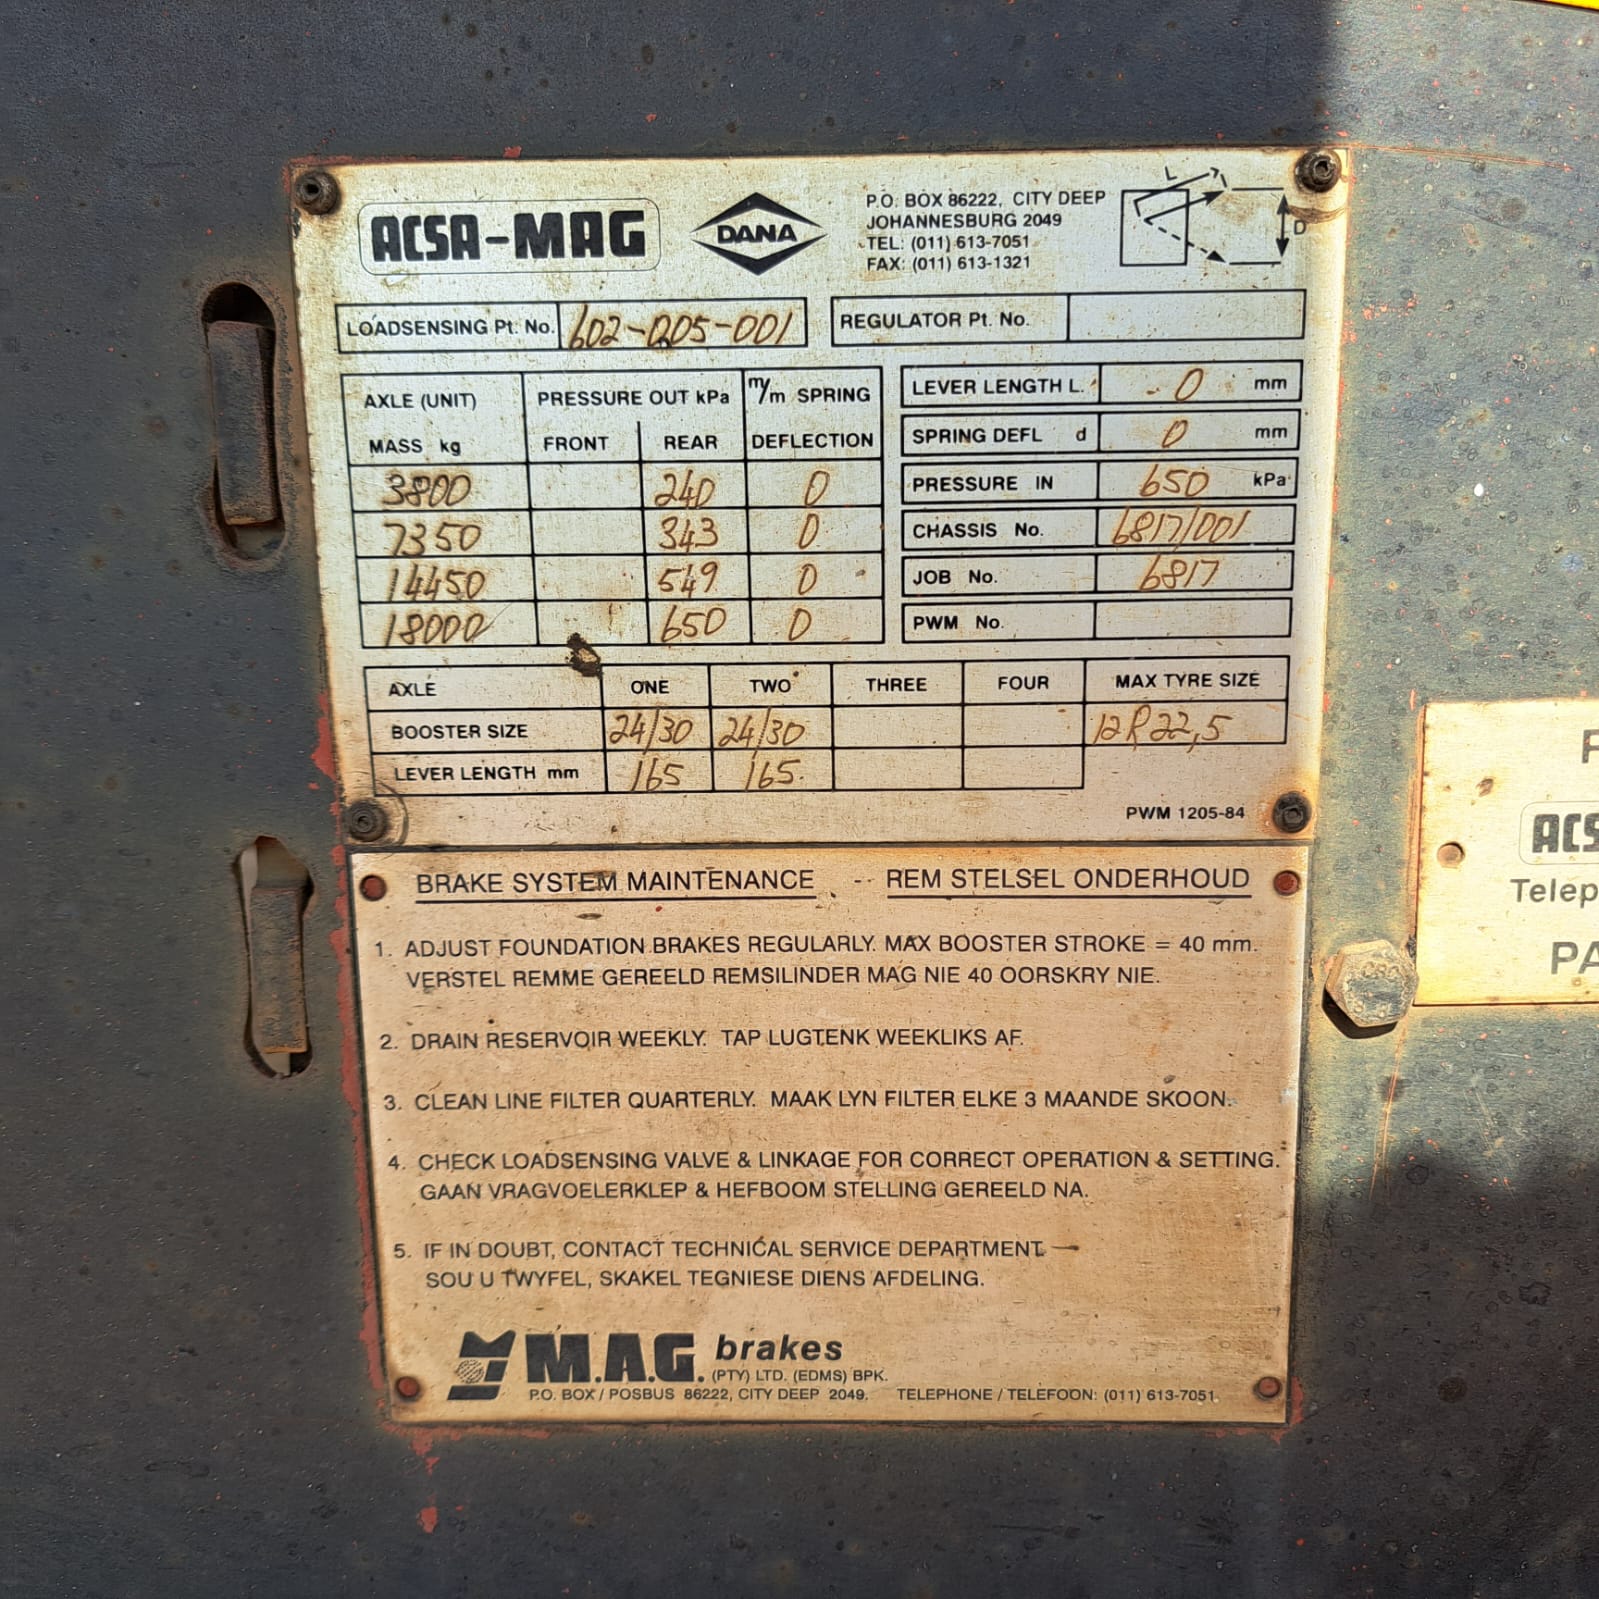 ACSA-MAG
DANA
P.O. BOX 86222, CITY DEEP
JOHANNESBURG 2049
TEL: (011) 613-7051
FAX: (011) 613-1321
L
D
LOADSENSING Pt. No. 602-005-001
REGULATOR Pt. No.
AXLE (UNIT) PRESSURE OUT kPa m/m SPRING
MASS kg FRONT REAR DEFLECTION
3800 240 0
7350 343 0
14450 549 0
18000 650 0
LEVER LENGTH L. 0 mm
SPRING DEFL d 0 mm
PRESSURE IN 650 kPa
CHASSIS No. 6817/001
JOB No. 6817
PWM No.
AXLE ONE TWO THREE FOUR MAX TYRE SIZE
BOOSTER SIZE 24/30 24/30 12R22,5
LEVER LENGTH mm 165 165
PWM 1205-84
BRAKE SYSTEM MAINTENANCE -- REM STELSEL ONDERHOUD
1. ADJUST FOUNDATION BRAKES REGULARLY. MAX BOOSTER STROKE = 40 mm.
VERSTEL REMME GEREELD REMSILINDER MAG NIE 40 OORSKRY NIE.
2. DRAIN RESERVOIR WEEKLY. TAP LUGTENK WEEKLIKS AF.
3. CLEAN LINE FILTER QUARTERLY. MAAK LYN FILTER ELKE 3 MAANDE SKOON.
4. CHECK LOADSENSING VALVE & LINKAGE FOR CORRECT OPERATION & SETTING.
GAAN VRAGVOELERKLEP & HEFBOOM STELLING GEREELD NA.
5. IF IN DOUBT, CONTACT TECHNICAL SERVICE DEPARTMENT
SOU U TWYFEL, SKAKEL TEGNIESE DIENS AFDELING.
M.A.G. brakes
(PTY) LTD. (EDMS) BPK.
P.O. BOX / POSBUS 86222, CITY DEEP 2049. TELEPHONE / TELEFOON: (011) 613-7051
ACS
Telep
PA